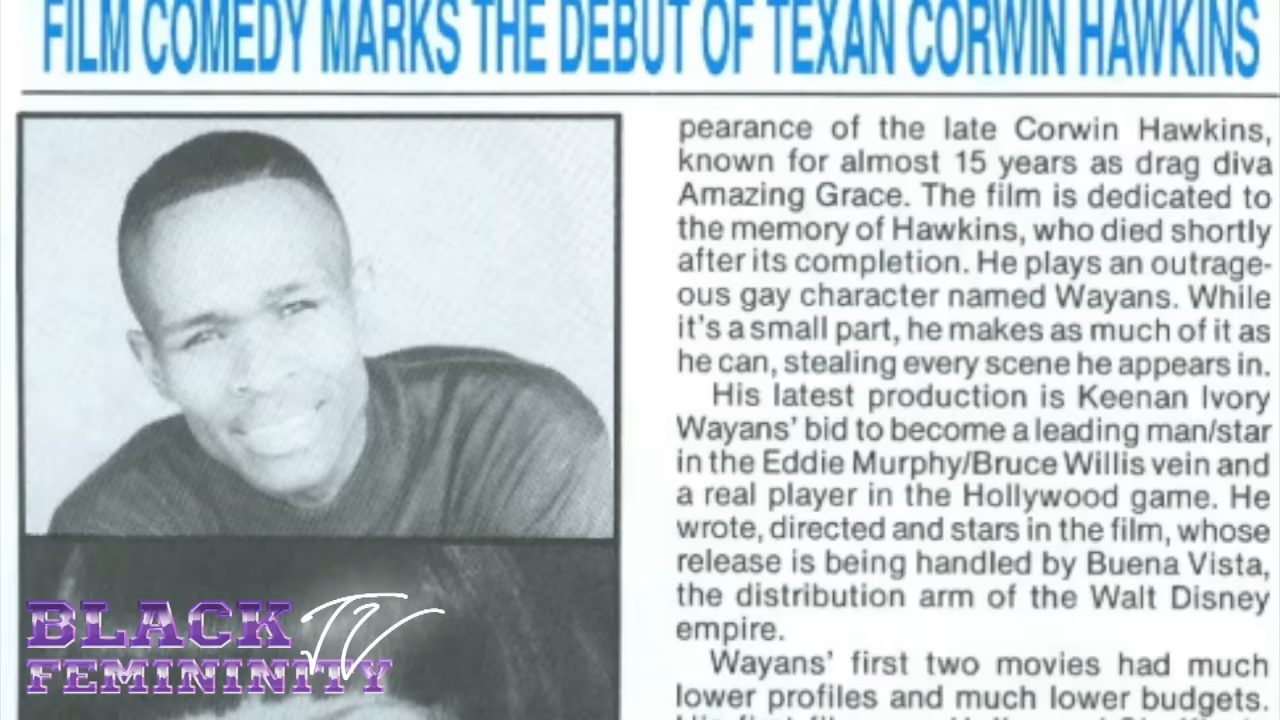 FILM COMEDY MARKS THE DEBUT OF TEXAN CORWIN HAWKINS
pearance of the late Corwin Hawkins,
known for almost 15 years as drag diva
Amazing Grace. The film is dedicated to
the memory of Hawkins, who died shortly
after its completion. He plays an outrage-
ous gay character named Wayans. While
it's a small part, he makes as much of it as
he can, stealing every scene he appears in.
His latest production is Keenan Ivory
Wayans' bid to become a leading man/star
in the Eddie Murphy/Bruce Willis vein and
a real player in the Hollywood game. He
wrote, directed and stars in the film, whose
release is being handled by Buena Vista,
the distribution arm of the Walt Disney
empire.
Wayans' first two movies had much
lower profiles and much lower budgets.
BLACK TV
FEMININITY